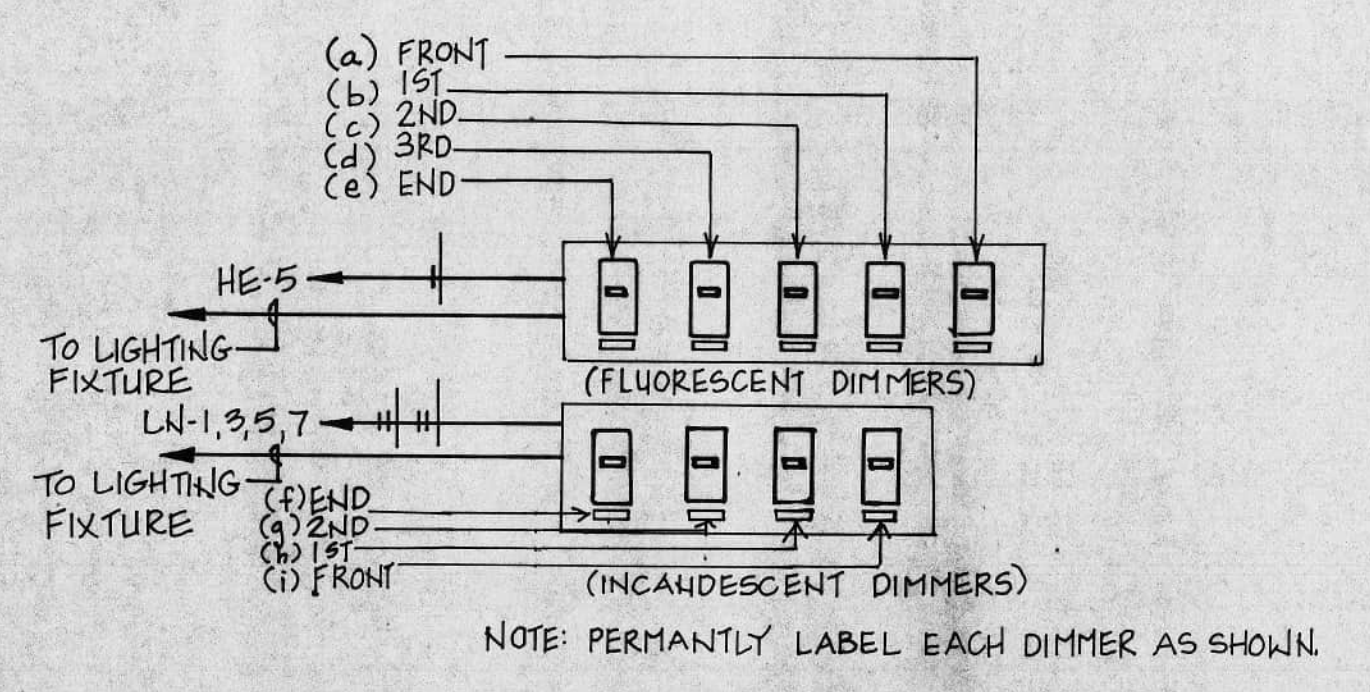 (a) FRONT
(b) 1ST
(c) 2ND
(d) 3RD
(e) END
HE-5
TO LIGHTING
FIXTURE
(FLUORESCENT DIMMERS)
LN-1,3,5,7
TO LIGHTING
FIXTURE
(f) END
(g) 2ND
(h) 1ST
(i) FRONT
(INCANDESCENT DIMMERS)
NOTE: PERMANTLY LABEL EACH DIMMER AS SHOWN.